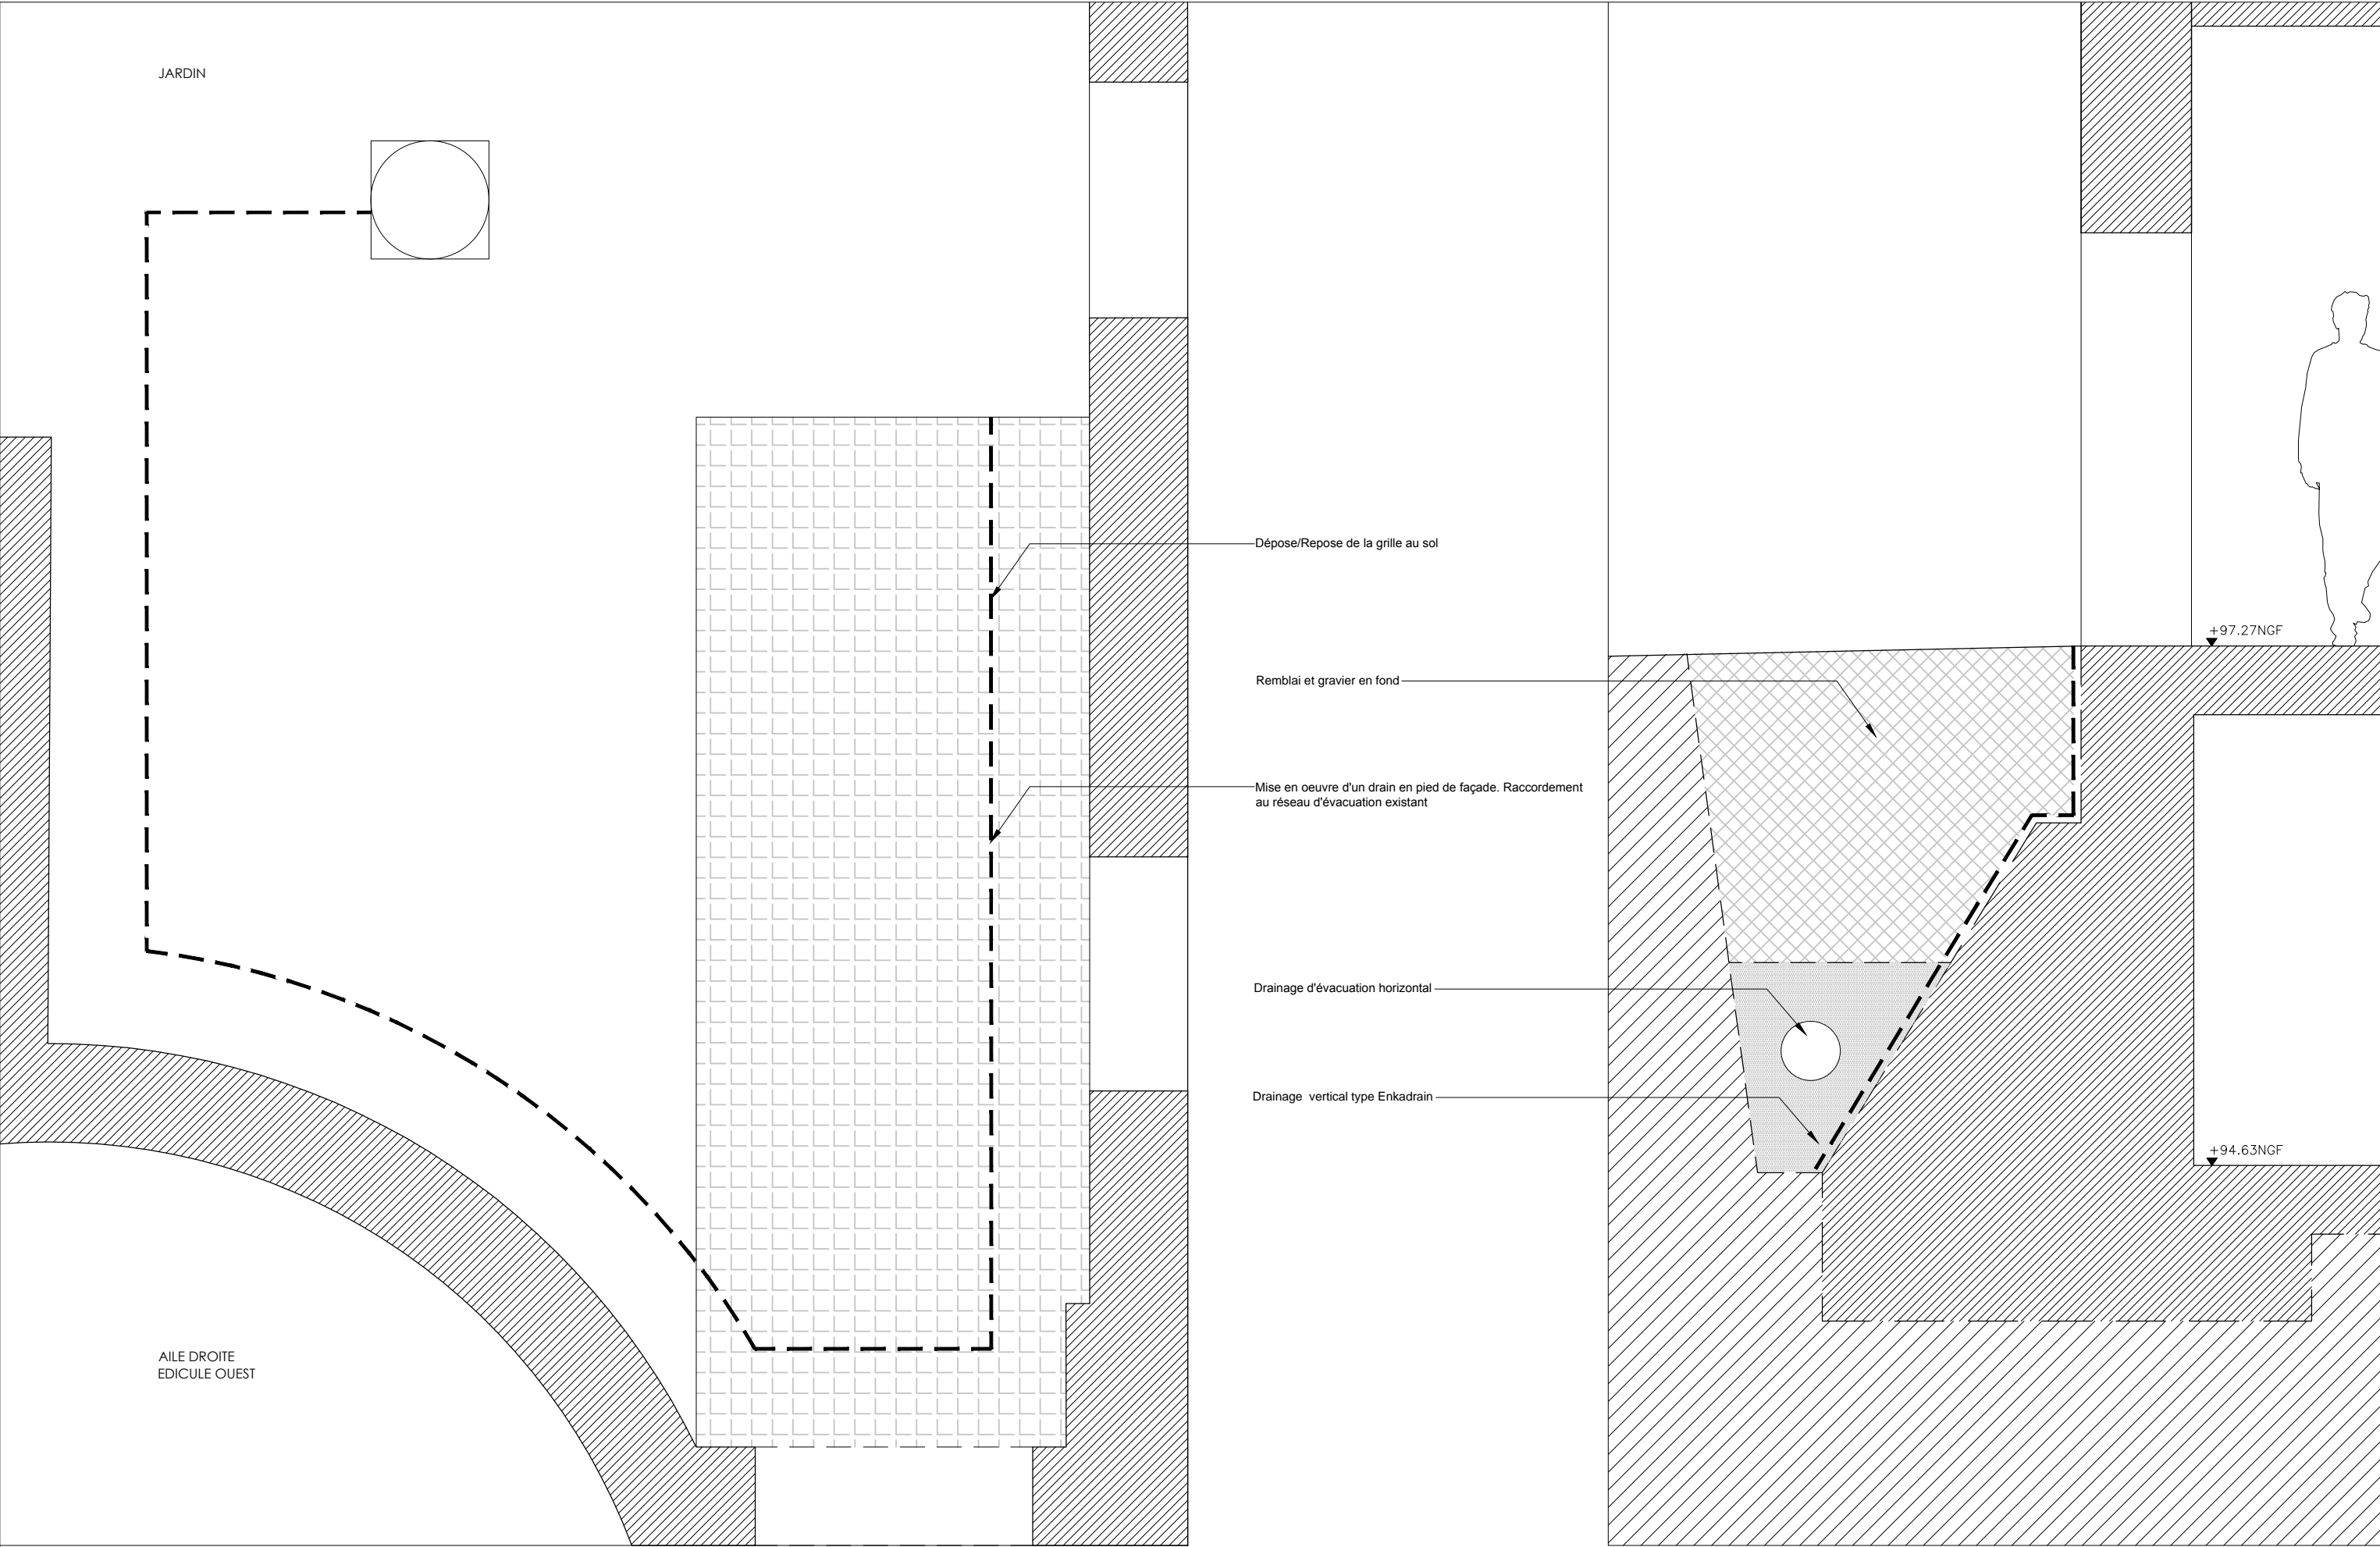 JARDIN
Dépose/Repose de la grille au sol
+97.27NGF
Remblai et gravier en fond
Mise en oeuvre d'un drain en pied de façade. Raccordement
au réseau d'évacuation existant
Drainage d'évacuation horizontal
Drainage vertical type Enkadrain
+94.63NGF
AILE DROITE
EDICULE OUEST